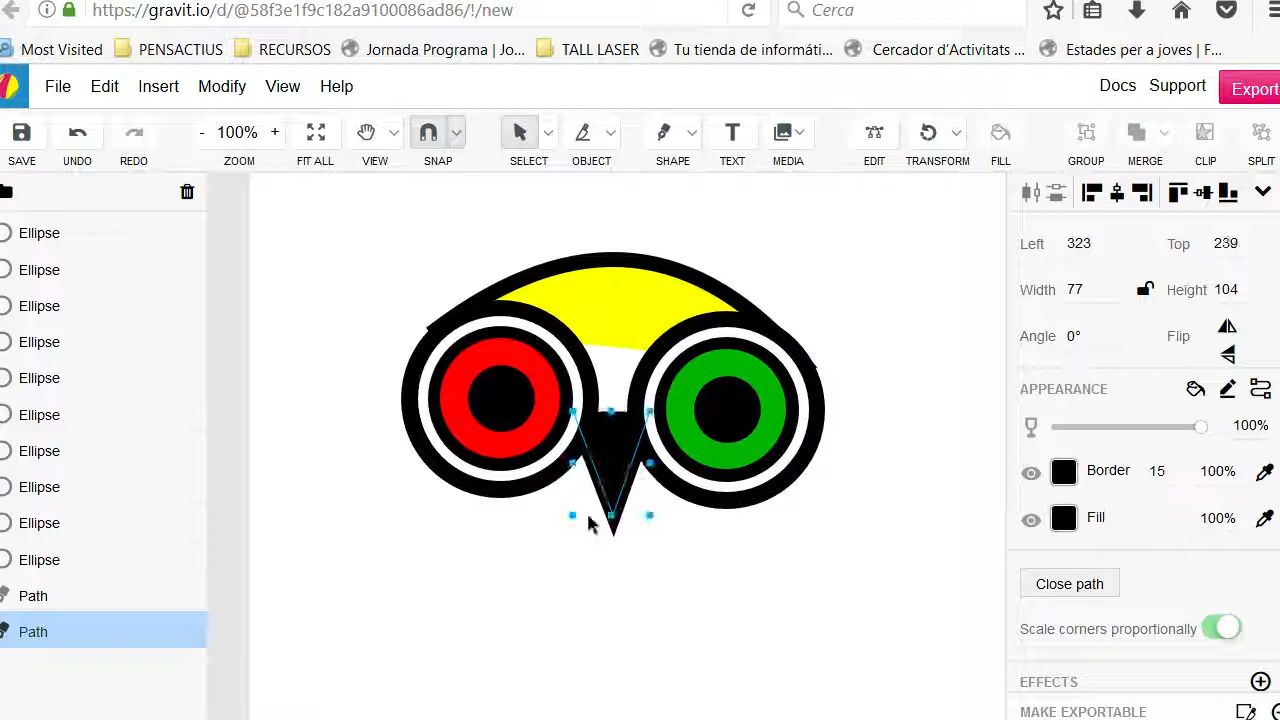 https://gravit.io/d/@58f3e1f9c182a9100086ad86/!/new
Cerca
Most Visited PENSACTIUS RECURSOS Jornada Programa | Jo... TALL LASER Tu tienda de informáti... Cercador d'Activitats ... Estades per a joves | F...
File Edit Insert Modify View Help
Docs Support Export
- 100% +
SAVE UNDO REDO ZOOM FIT ALL VIEW SNAP SELECT OBJECT SHAPE TEXT MEDIA EDIT TRANSFORM FILL GROUP MERGE CLIP SPLIT
Ellipse
Ellipse
Ellipse
Ellipse
Ellipse
Ellipse
Ellipse
Ellipse
Ellipse
Ellipse
Path
Path
Left 323 Top 239
Width 77 Height 104
Angle 0° Flip
APPEARANCE
100%
Border 15 100%
Fill 100%
Close path
Scale corners proportionally
EFFECTS
MAKE EXPORTABLE